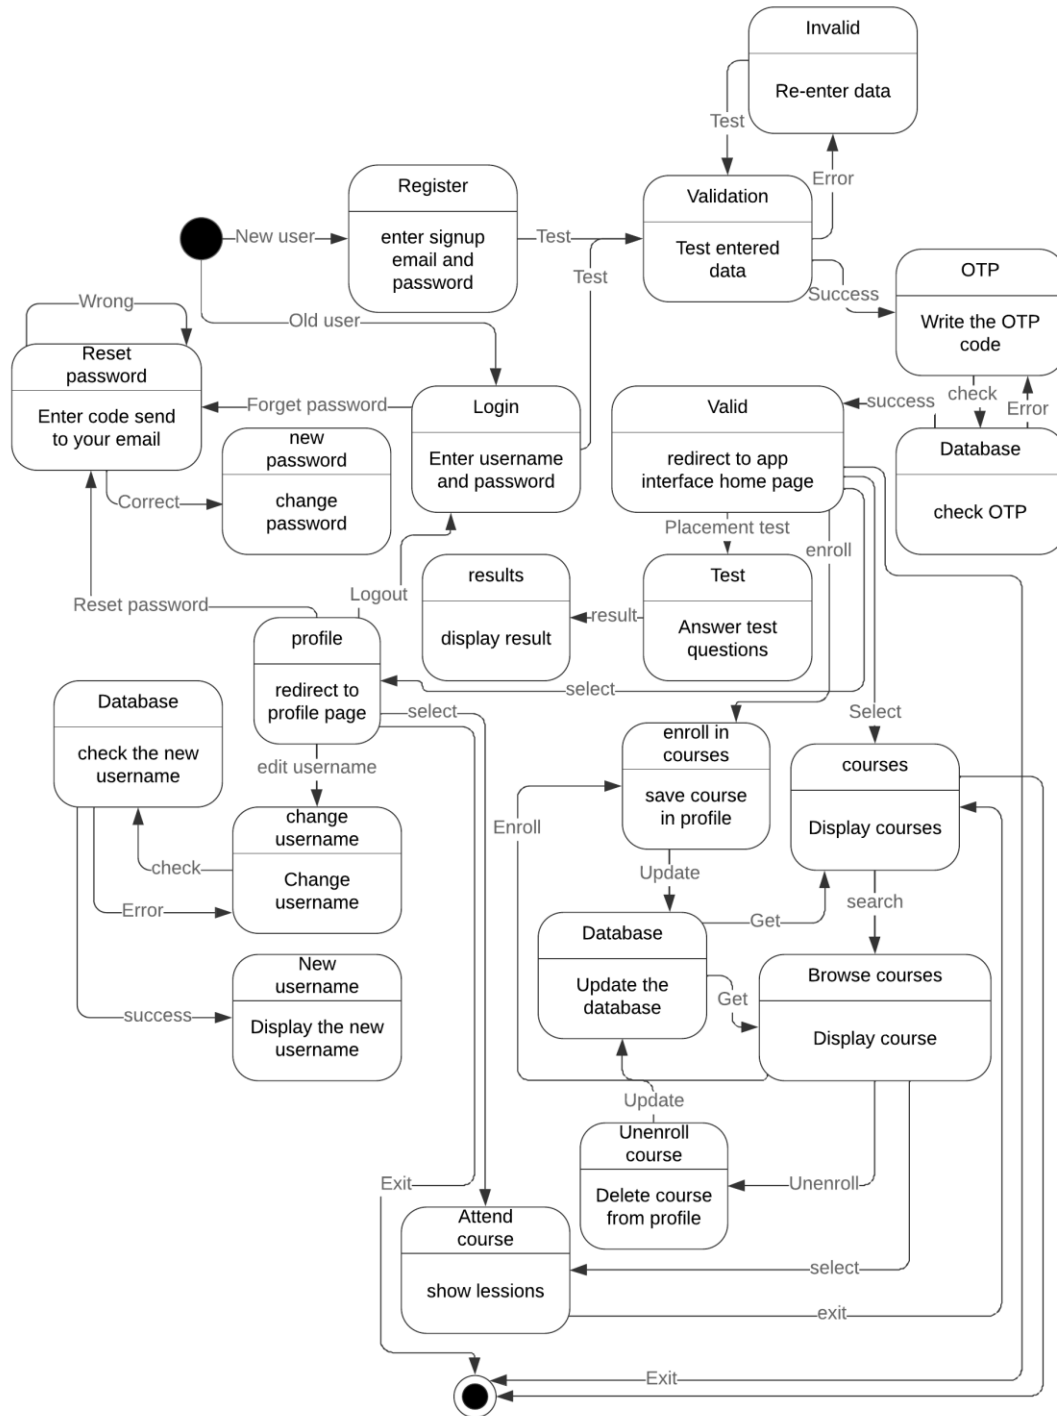 Invalid
Re-enter data
Test
Error
Register
enter signup
email and
password
New user
Test
Test
Validation
Test entered
data
Success
OTP
Write the OTP
code
Wrong
Old user
Reset
password
Enter code send
to your email
Forget password
Login
Enter username
and password
success
check
Error
Valid
redirect to app
interface home page
Database
check OTP
new
password
change
password
Correct
Placement test
enroll
results
display result
result
Test
Answer test
questions
Reset password
Logout
profile
redirect to
profile page
select
select
Select
Database
check the new
username
edit username
enroll in
courses
save course
in profile
courses
Display courses
change
username
Change
username
check
Error
Enroll
Update
Get
search
Database
Update the
database
Get
Browse courses
Display course
New
username
Display the new
username
success
Update
Unenroll
course
Delete course
from profile
Unenroll
Exit
Attend
course
show lessions
select
exit
Exit